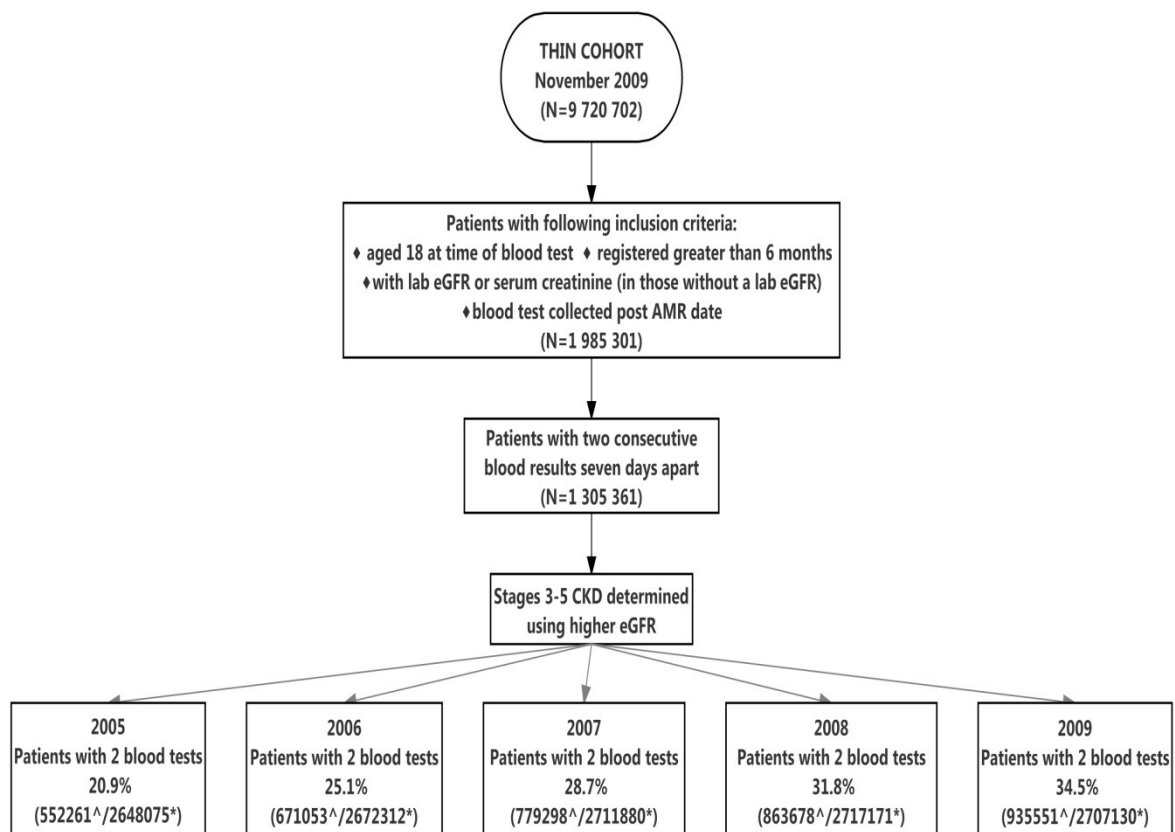 THIN COHORT
November 2009
(N=9 720 702)
Patients with following inclusion criteria:
♦ aged 18 at time of blood test ♦ registered greater than 6 months
♦with lab eGFR or serum creatinine (in those without a lab eGFR)
♦blood test collected post AMR date
(N=1 985 301)
Patients with two consecutive
blood results seven days apart
(N=1 305 361)
Stages 3-5 CKD determined
using higher eGFR
2005
Patients with 2 blood tests
20.9%
(552261^/2648075*)
2006
Patients with 2 blood tests
25.1%
(671053^/2672312*)
2007
Patients with 2 blood tests
28.7%
(779298^/2711880*)
2008
Patients with 2 blood tests
31.8%
(863678^/2717171*)
2009
Patients with 2 blood tests
34.5%
(935551^/2707130*)